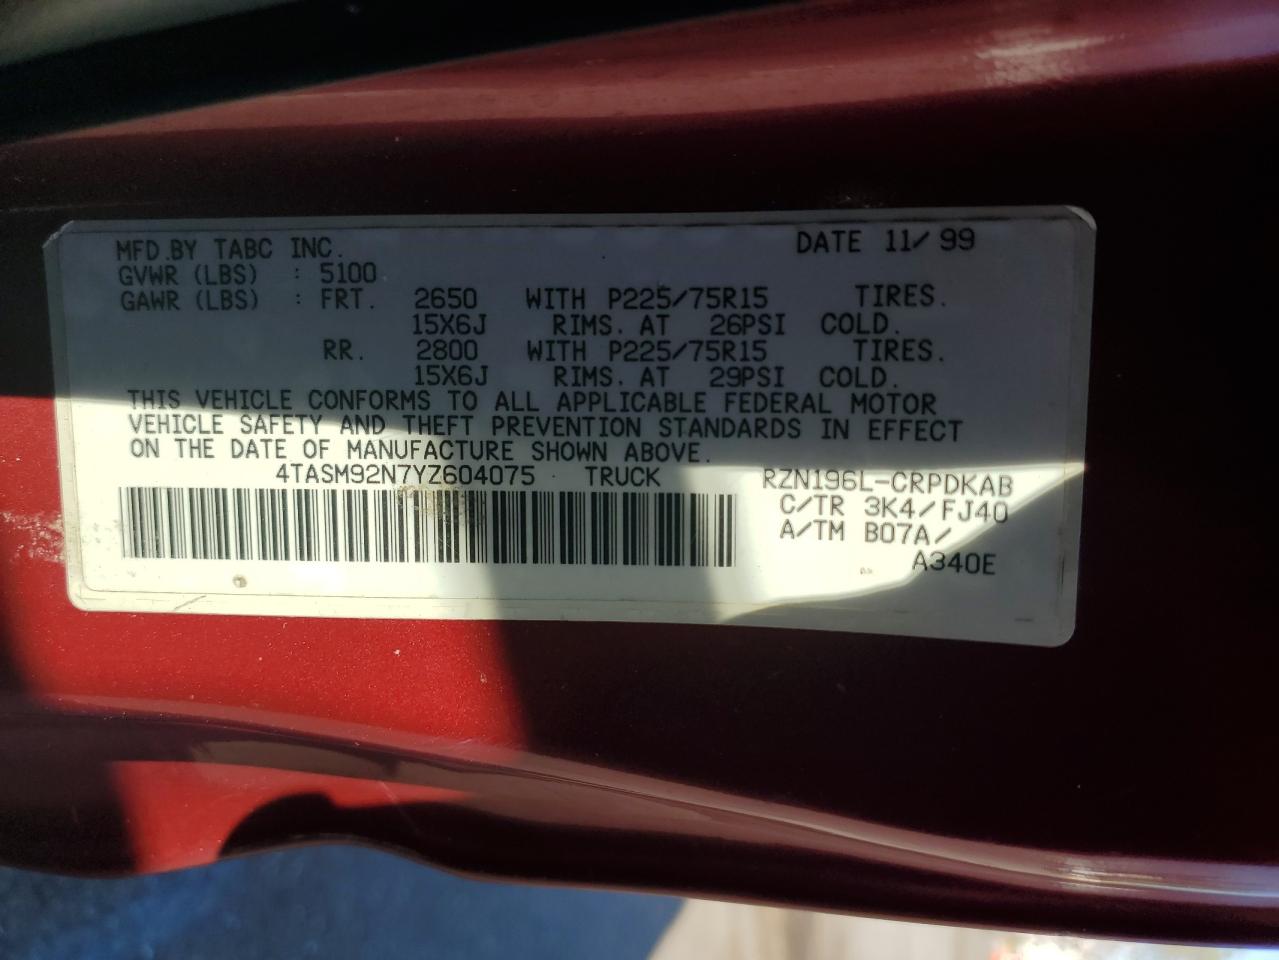 MFD.BY TABC INC. DATE 11/ 99
GVWR (LBS) : 5100
GAWR (LBS) : FRT. 2650 WITH P225/75R15 TIRES.
15X6J RIMS. AT 26PSI COLD.
RR. 2800 WITH P225/75R15 TIRES.
15X6J RIMS. AT 29PSI COLD.
THIS VEHICLE CONFORMS TO ALL APPLICABLE FEDERAL MOTOR
VEHICLE SAFETY AND THEFT PREVENTION STANDARDS IN EFFECT
ON THE DATE OF MANUFACTURE SHOWN ABOVE.
4TASM92N7YZ604075 TRUCK RZN196L-CRPDKAB
C/TR 3K4/FJ40
A/TM B07A/
A340E